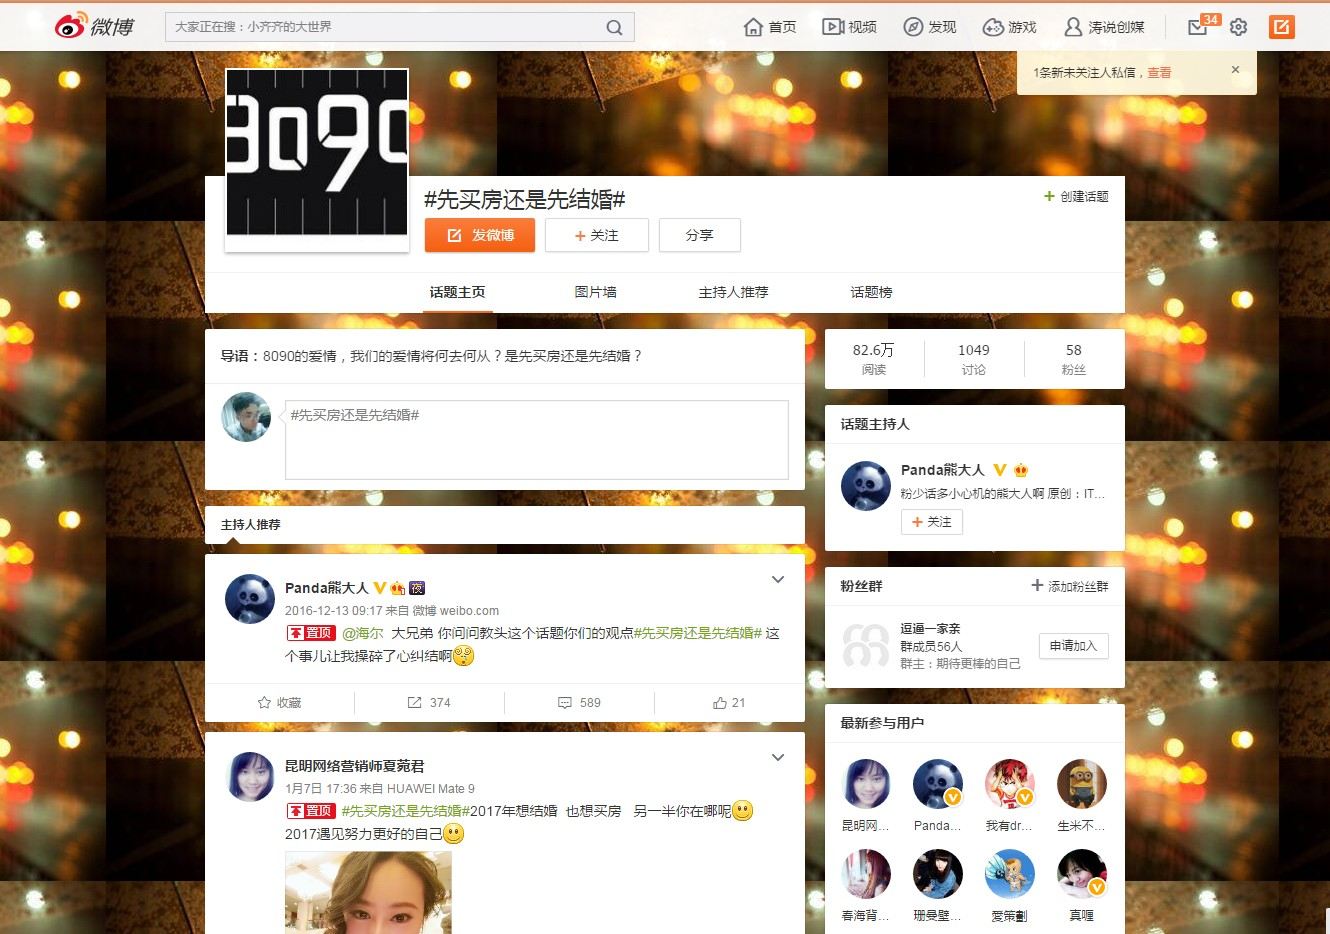 微博
大家正在搜：小齐齐的大世界
首页
视频
发现
游戏
涛说创媒
34
1条新未关注人私信，查看
×
8090
#先买房还是先结婚#
+ 创建话题
发微博
+ 关注
分享
话题主页
图片墙
主持人推荐
话题榜
导语：8090的爱情，我们的爱情将何去何从？是先买房还是先结婚？
#先买房还是先结婚#
82.6万
阅读
1049
讨论
58
粉丝
话题主持人
Panda熊大人
粉少话多小心机的熊大人啊 原创：IT...
+ 关注
主持人推荐
Panda熊大人 夜
2016-12-13 09:17 来自 微博 weibo.com
置顶 @海尔 大兄弟 你问问教头这个话题你们的观点#先买房还是先结婚# 这
个事儿让我操碎了心纠结啊
收藏
374
589
21
粉丝群
+ 添加粉丝群
逗逼一家亲
群成员56人
群主：期待更棒的自己
申请加入
昆明网络营销师夏菀君
1月7日 17:36 来自 HUAWEI Mate 9
置顶 #先买房还是先结婚#2017年想结婚 也想买房 另一半你在哪呢
2017遇见努力更好的自己
最新参与用户
昆明网...
Panda...
我有dr...
生米不...
春海背...
珊曼壁...
爱策劃
真喱